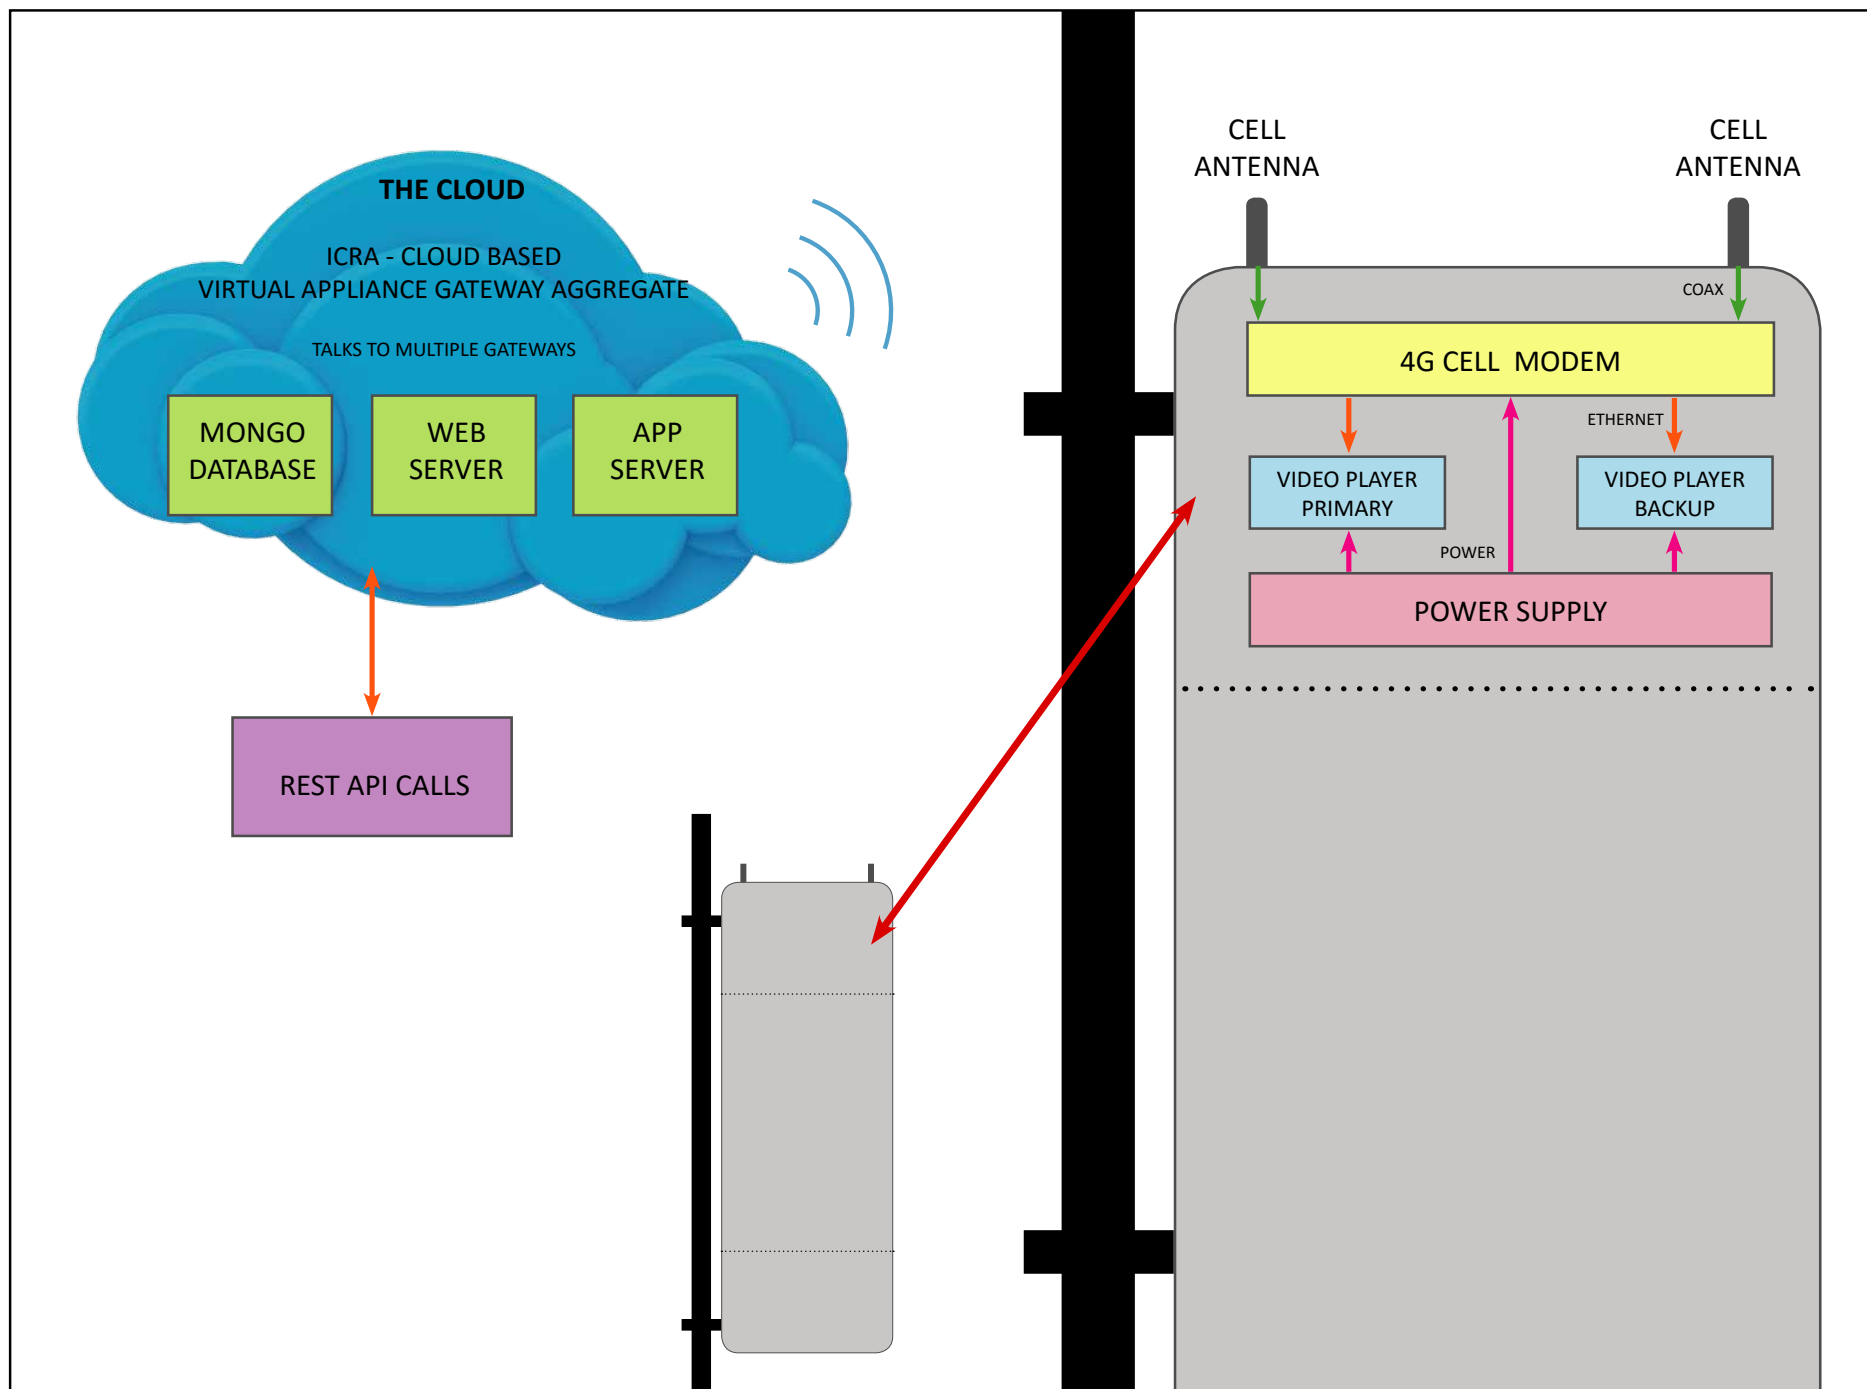 THE CLOUD
ICRA - CLOUD BASED
VIRTUAL APPLIANCE GATEWAY AGGREGATE
TALKS TO MULTIPLE GATEWAYS
MONGO
DATABASE
WEB
SERVER
APP
SERVER
REST API CALLS
CELL
ANTENNA
CELL
ANTENNA
COAX
4G CELL MODEM
ETHERNET
VIDEO PLAYER
PRIMARY
VIDEO PLAYER
BACKUP
POWER
POWER SUPPLY